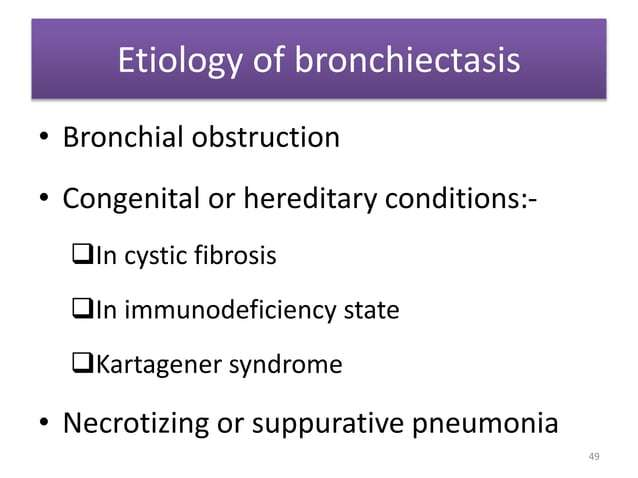 Etiology of bronchiectasis
• Bronchial obstruction
• Congenital or hereditary conditions:-
❑In cystic fibrosis
❑In immunodeficiency state
❑Kartagener syndrome
• Necrotizing or suppurative pneumonia
49